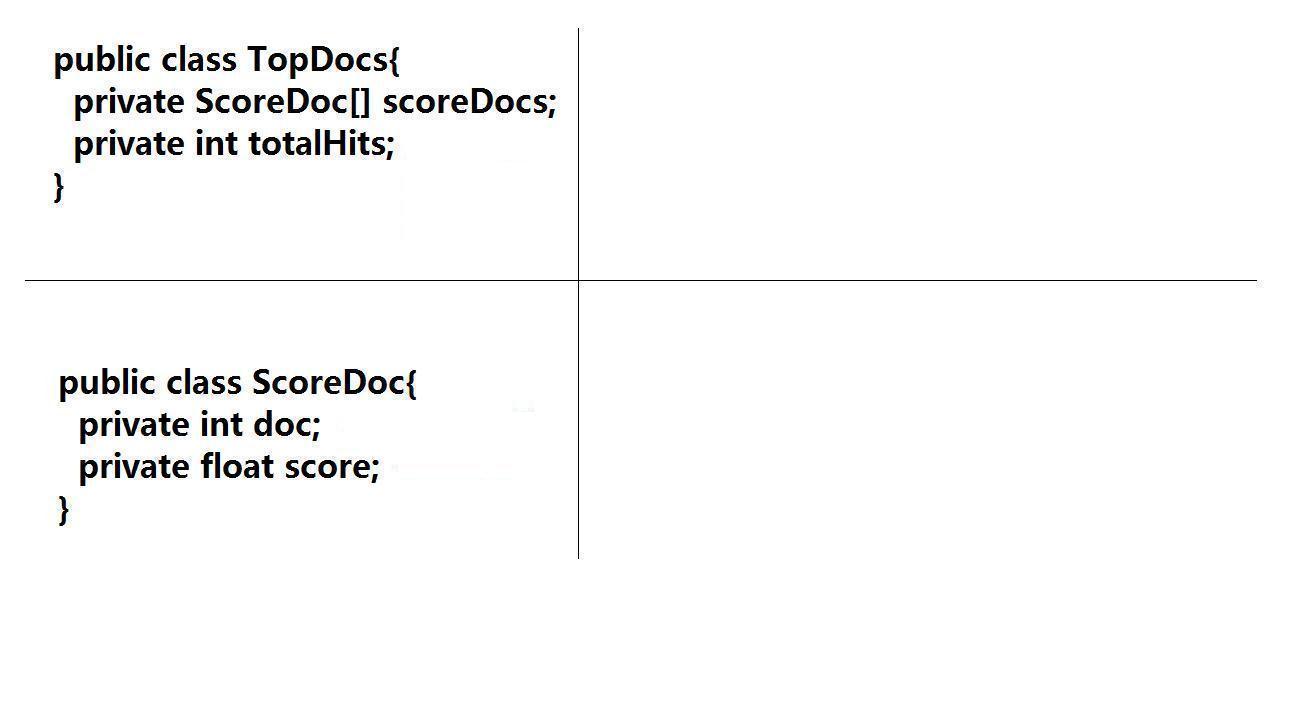 public class TopDocs{
private ScoreDoc[] scoreDocs;
private int totalHits;
}
public class ScoreDoc{
private int doc;
private float score;
}